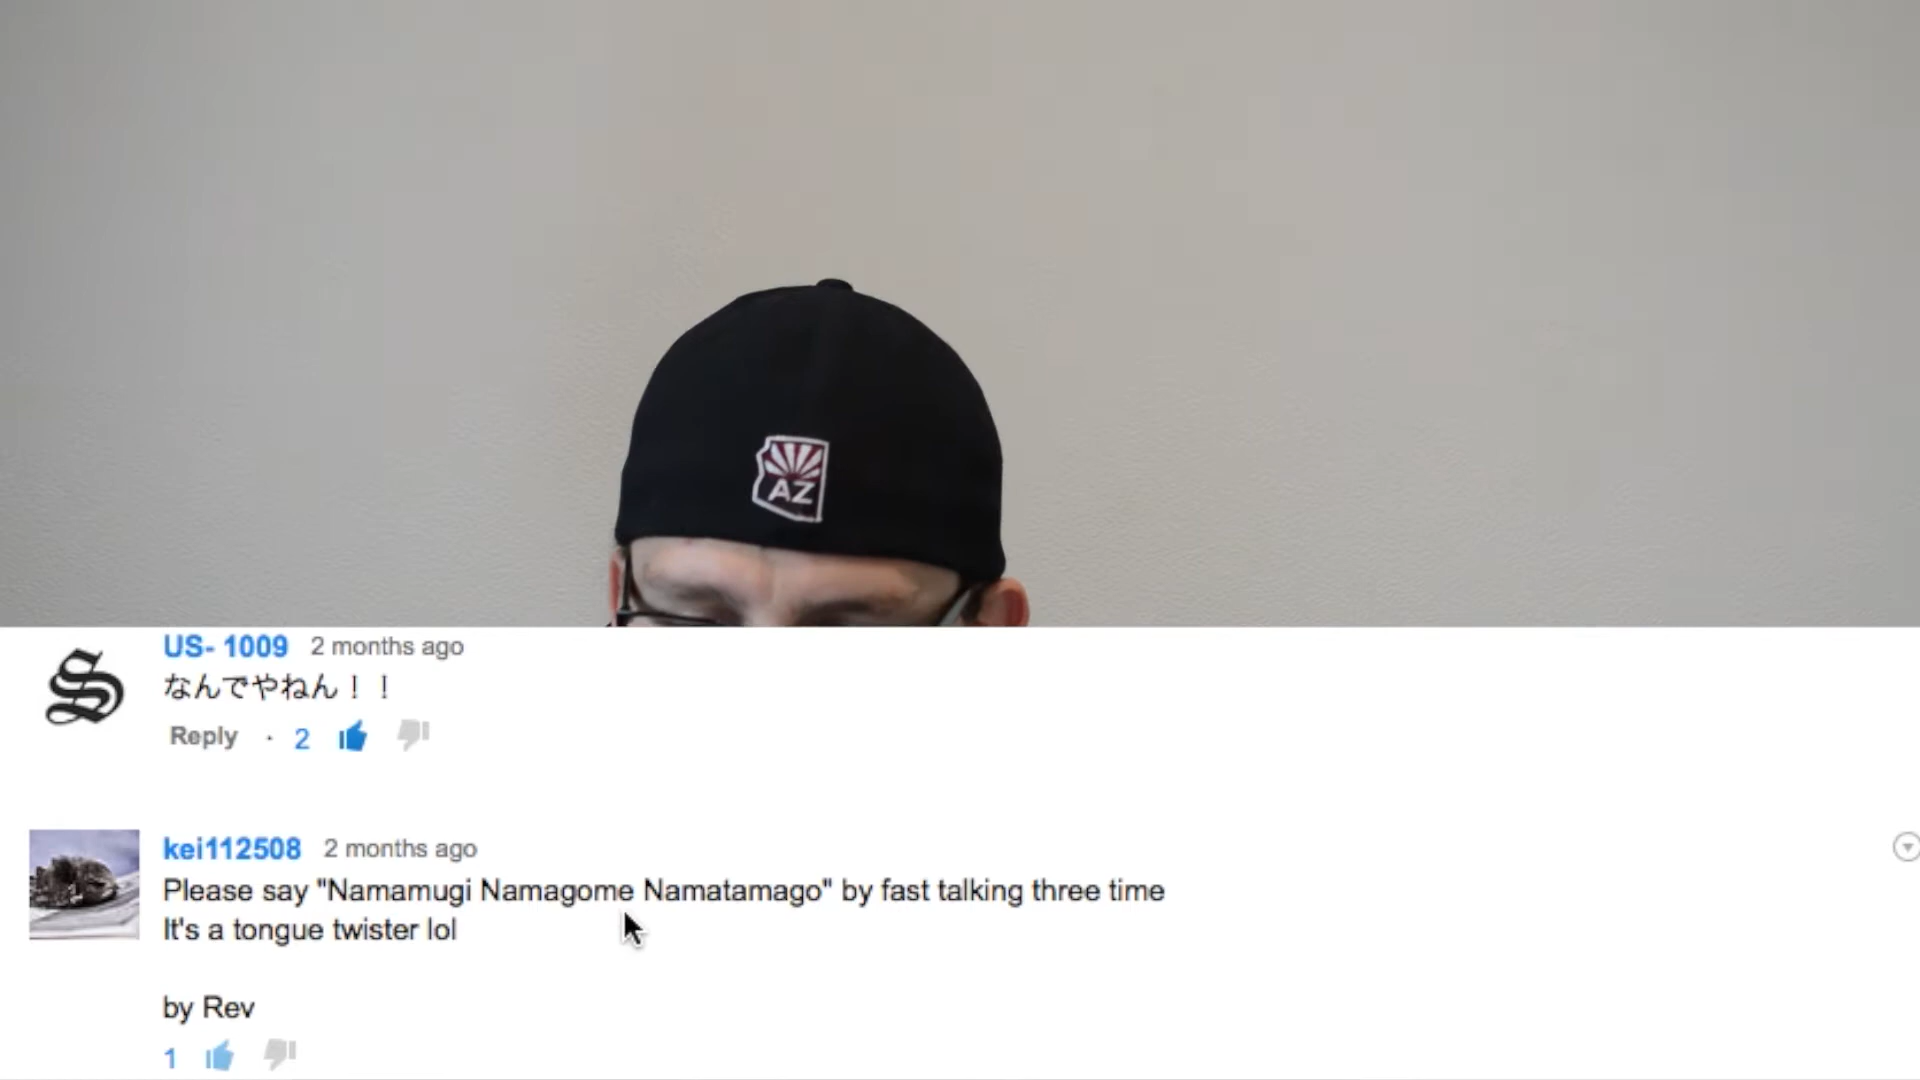 AZ
US- 1009 2 months ago
なんでやねん！！
Reply · 2
kei112508 2 months ago
Please say "Namamugi Namagome Namatamago" by fast talking three time
It's a tongue twister lol
by Rev
1